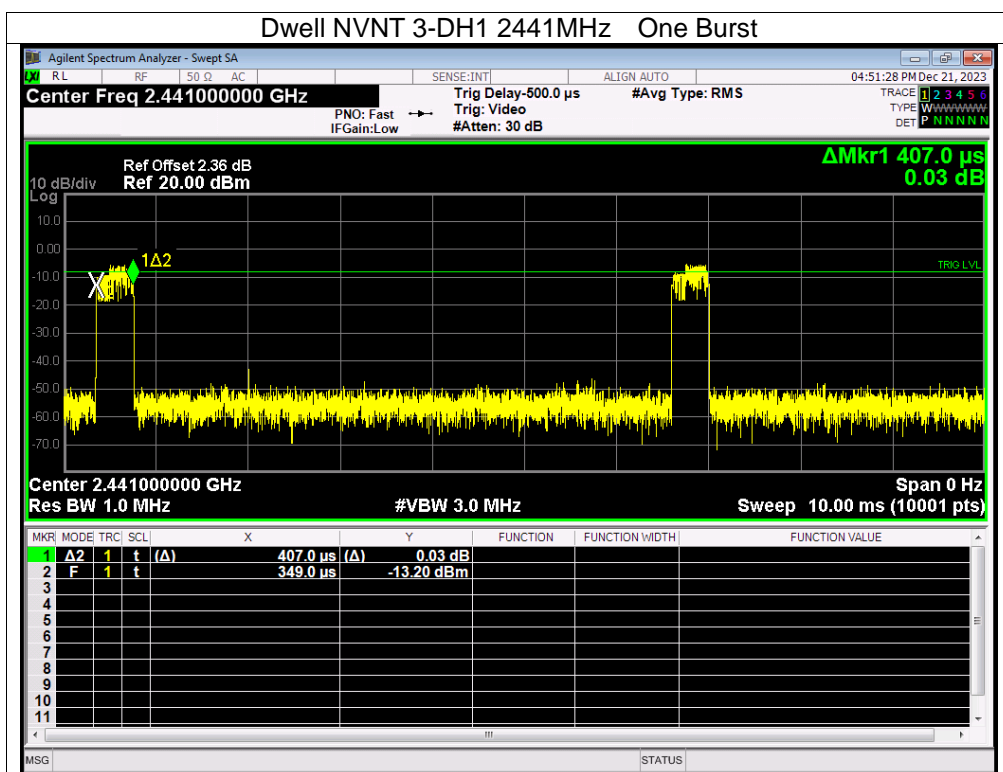 Dwell NVNT 3-DH1 2441MHz One Burst
Agilent Spectrum Analyzer - Swept SA
LXI RL RF 50 Ω AC SENSE:INT ALIGN AUTO 04:51:28 PM Dec 21, 2023
Center Freq 2.441000000 GHz Trig Delay-500.0 µs #Avg Type: RMS TRACE 1 2 3 4 5 6
PNO: Fast Trig: Video TYPE WWWWWWW
IFGain:Low #Atten: 30 dB DET P N N N N N
ΔMkr1 407.0 µs
Ref Offset 2.36 dB
10 dB/div Ref 20.00 dBm 0.03 dB
Log
10.0
0.00
1Δ2
TRIG LVL
-10.0
-20.0
-30.0
-40.0
-50.0
-60.0
-70.0
Center 2.441000000 GHz Span 0 Hz
Res BW 1.0 MHz #VBW 3.0 MHz Sweep 10.00 ms (10001 pts)
MKR MODE TRC SCL X Y FUNCTION FUNCTION WIDTH FUNCTION VALUE
1 Δ2 1 t (Δ) 407.0 µs (Δ) 0.03 dB
2 F 1 t 349.0 µs -13.20 dBm
3
4
5
6
7
8
9
10
11
MSG STATUS